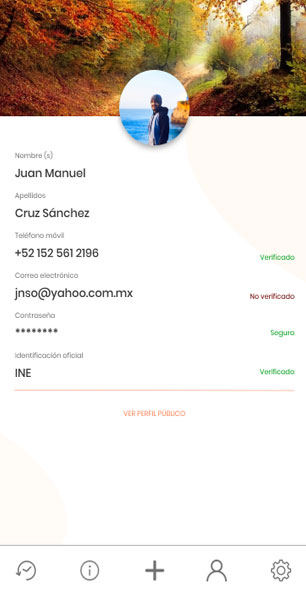 Nombre (s)
Juan Manuel
Apellidos
Cruz Sánchez
Teléfono móvil
+52 152 561 2196
Verificado
Correo electrónico
jnso@yahoo.com.mx
No verificado
Contraseña
********
Segura
Identificación oficial
INE
Verificado
VER PERFIL PÚBLICO